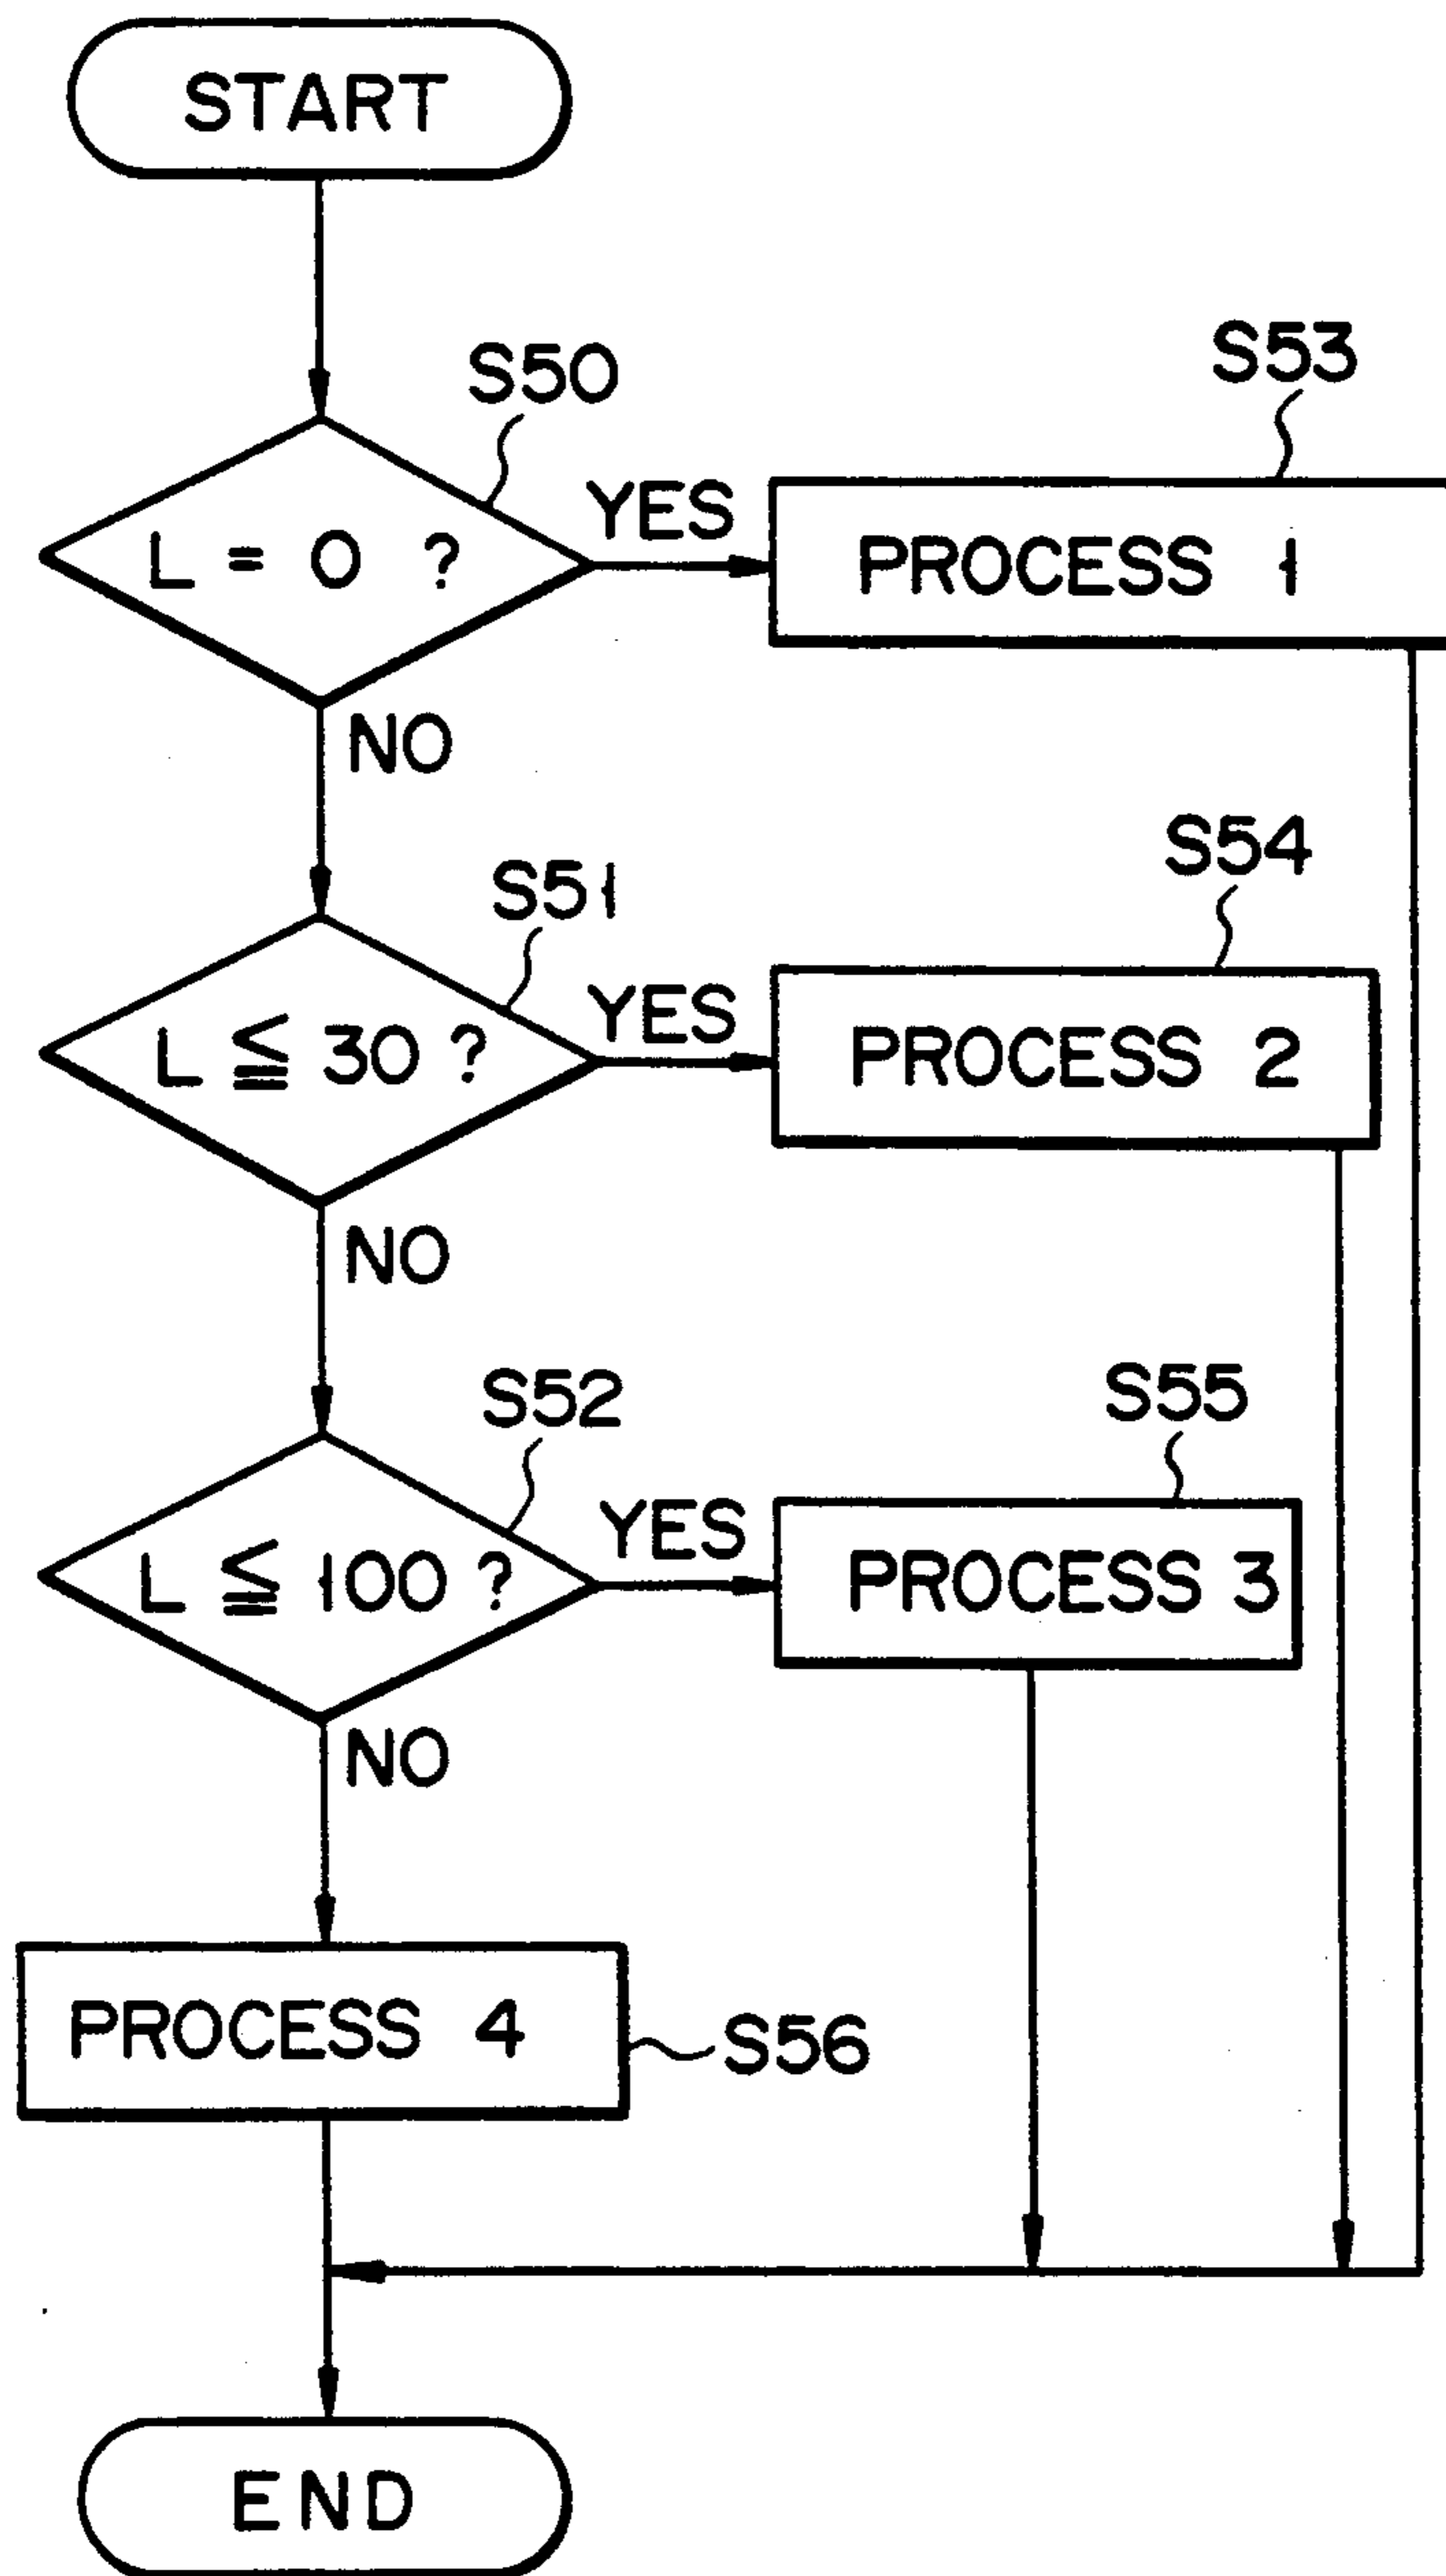 START
S50
S53
L = 0 ?
YES
PROCESS 1
NO
S51
S54
L ≦ 30 ?
YES
PROCESS 2
NO
S52
S55
L ≦ 100 ?
YES
PROCESS 3
NO
PROCESS 4
S56
END